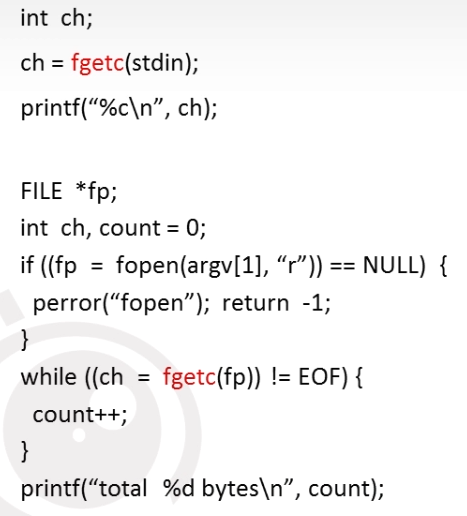 int ch;
ch = fgetc(stdin);
printf(“%c\n”, ch);
FILE *fp;
int ch, count = 0;
if ((fp = fopen(argv[1], “r”)) == NULL) {
perror(“fopen”); return -1;
}
while ((ch = fgetc(fp)) != EOF) {
count++;
}
printf(“total %d bytes\n”, count);